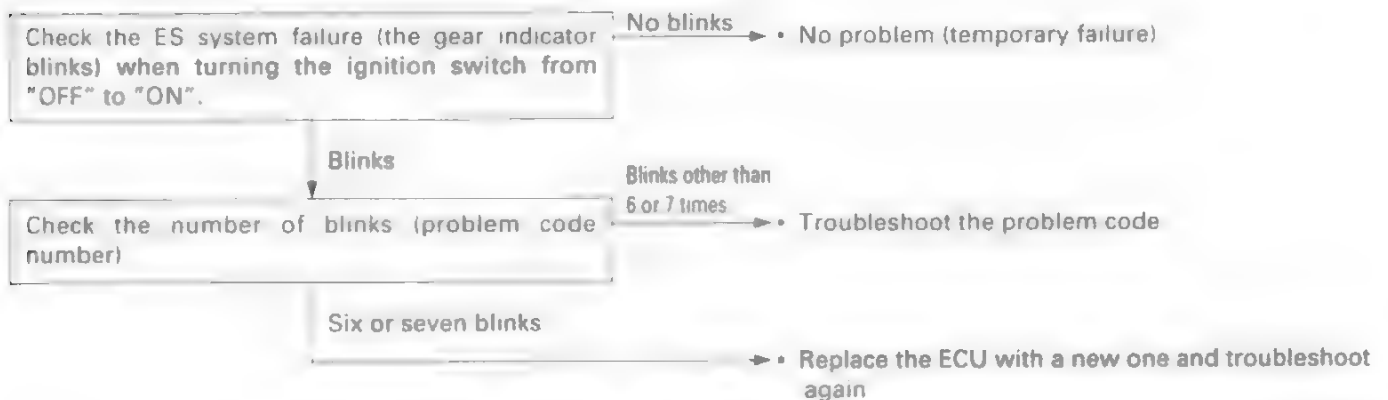 Check the ES system failure (the gear indicator
blinks) when turning the ignition switch from
"OFF" to "ON".
No blinks
• No problem (temporary failure)
Blinks
Check the number of blinks (problem code
number)
Blinks other than
6 or 7 times
• Troubleshoot the problem code
Six or seven blinks
• Replace the ECU with a new one and troubleshoot
again